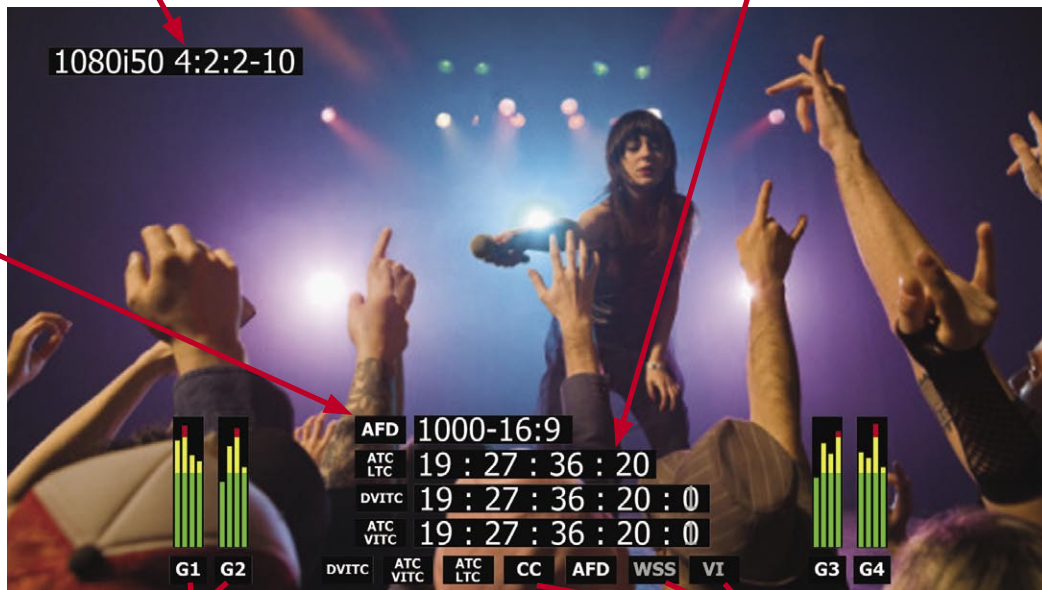 1080i50 4:2:2-10
AFD 1000-16:9
ATC LTC 19 : 27 : 36 : 20
DVITC 19 : 27 : 36 : 20 : 0
ATC VITC 19 : 27 : 36 : 20 : 0
G1 G2 DVITC ATC VITC ATC LTC CC AFD WSS VI G3 G4